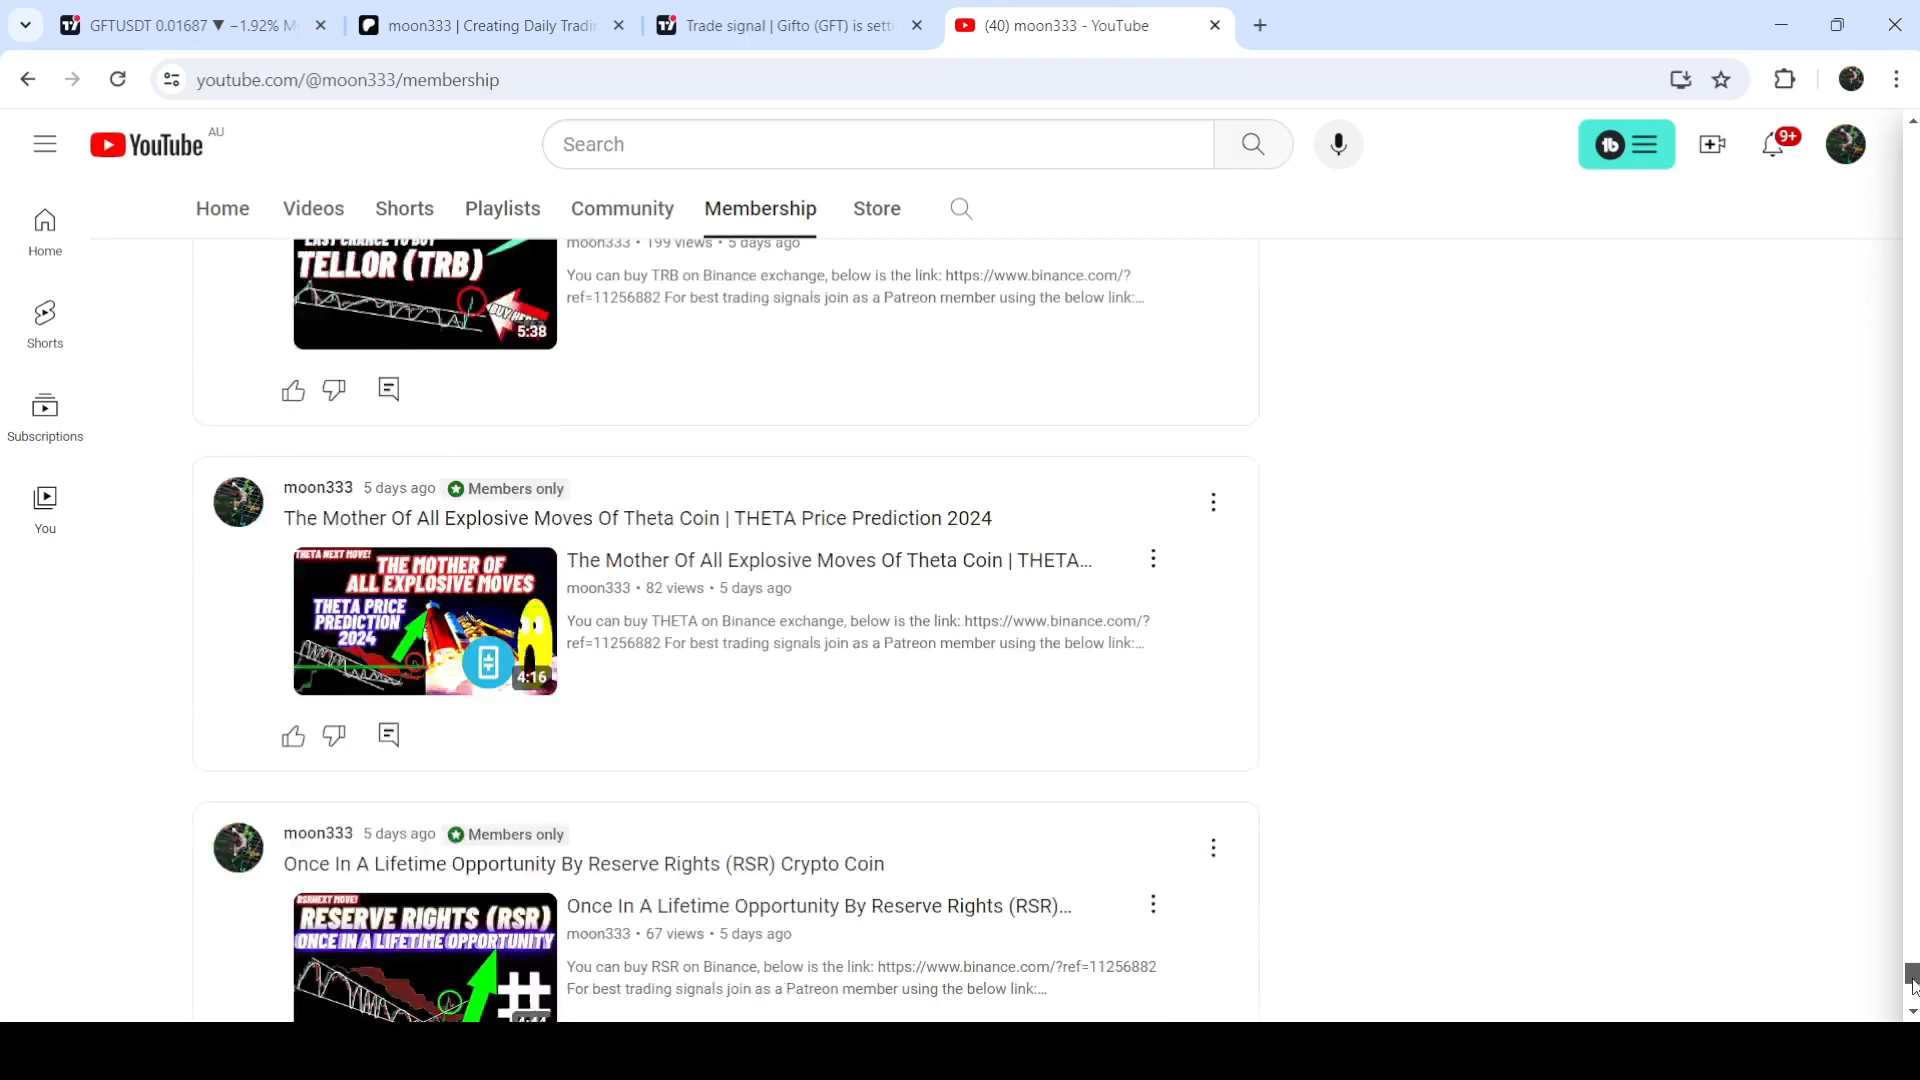 GFTUSDT 0.01687 ▼ −1.92% M
moon333 | Creating Daily Tradi
Trade signal | Gifto (GFT) is setti
(40) moon333 - YouTube
youtube.com/@moon333/membership
YouTube AU
Search
9+
Home
Videos
Shorts
Playlists
Community
Membership
Store
Home
Shorts
Subscriptions
You
LAST CHANCE TO BUY
TELLOR (TRB)
BUY HERE
5:38
moon333 • 199 views • 5 days ago
You can buy TRB on Binance exchange, below is the link: https://www.binance.com/?
ref=11256882 For best trading signals join as a Patreon member using the below link:...
moon333 5 days ago Members only
The Mother Of All Explosive Moves Of Theta Coin | THETA Price Prediction 2024
THETA NEXT MOVE!
THE MOTHER OF
ALL EXPLOSIVE MOVES
THETA PRICE
PREDICTION
2024
4:16
The Mother Of All Explosive Moves Of Theta Coin | THETA...
moon333 • 82 views • 5 days ago
You can buy THETA on Binance exchange, below is the link: https://www.binance.com/?
ref=11256882 For best trading signals join as a Patreon member using the below link:...
moon333 5 days ago Members only
Once In A Lifetime Opportunity By Reserve Rights (RSR) Crypto Coin
RSR NEXT MOVE!
RESERVE RIGHTS (RSR)
ONCE IN A LIFETIME OPPORTUNITY
4:44
Once In A Lifetime Opportunity By Reserve Rights (RSR)...
moon333 • 67 views • 5 days ago
You can buy RSR on Binance, below is the link: https://www.binance.com/?ref=11256882
For best trading signals join as a Patreon member using the below link:...